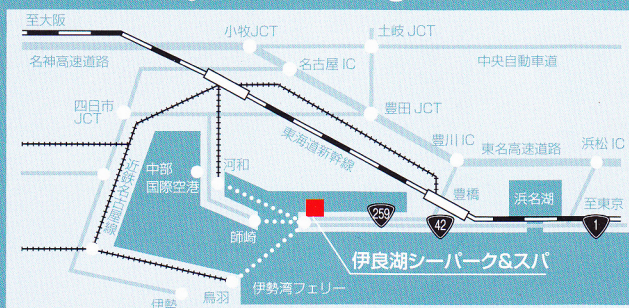 至大阪
小牧JCT
土岐JCT
名神高速道路
名古屋IC
中央自動車道
四日市
JCT
豊田JCT
東海道新幹線
豊川IC
東名高速道路
浜松IC
近鉄名古屋線
中部
国際空港
河和
豊橋
浜名湖
至東京
259
42
1
師崎
伊良湖シーパーク&スパ
伊勢湾フェリー
鳥羽
伊勢